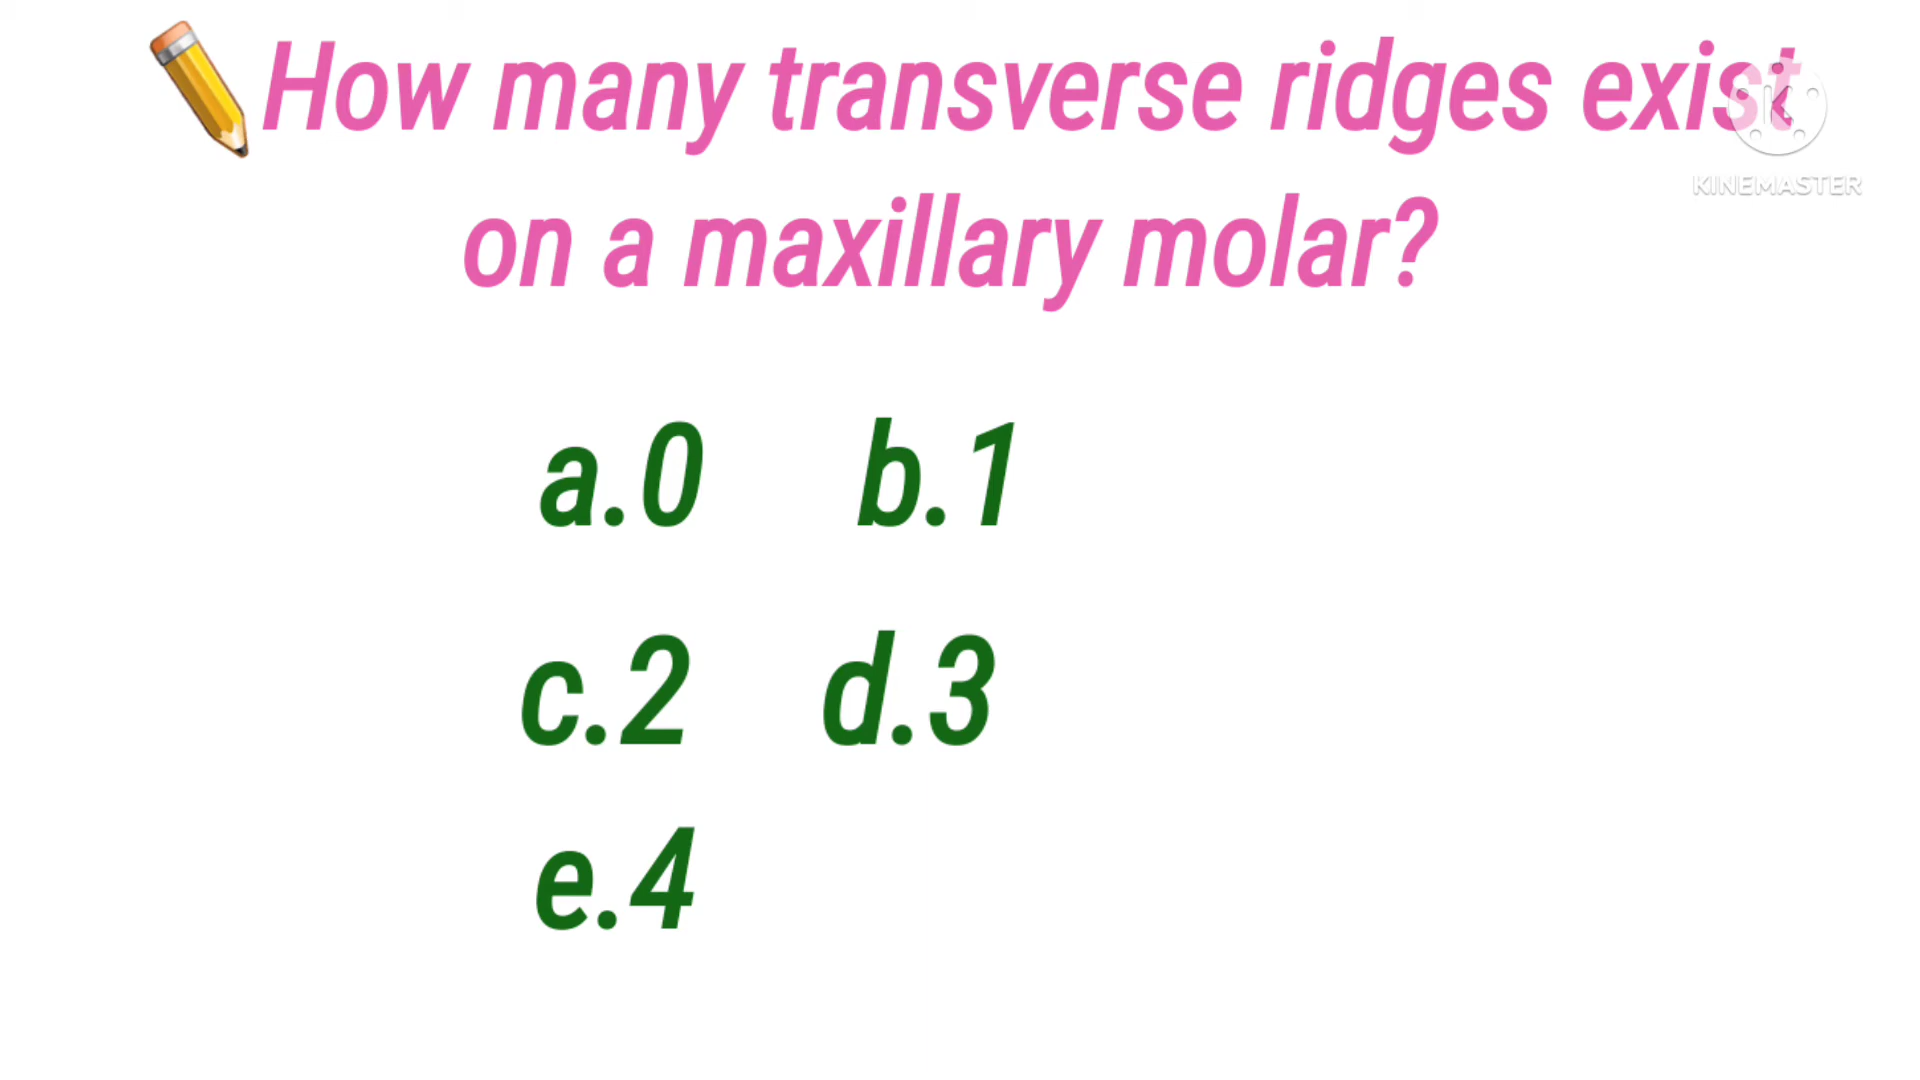 How many transverse ridges exist
on a maxillary molar?
KINEMASTER
a.0 b.1
c.2 d.3
e.4